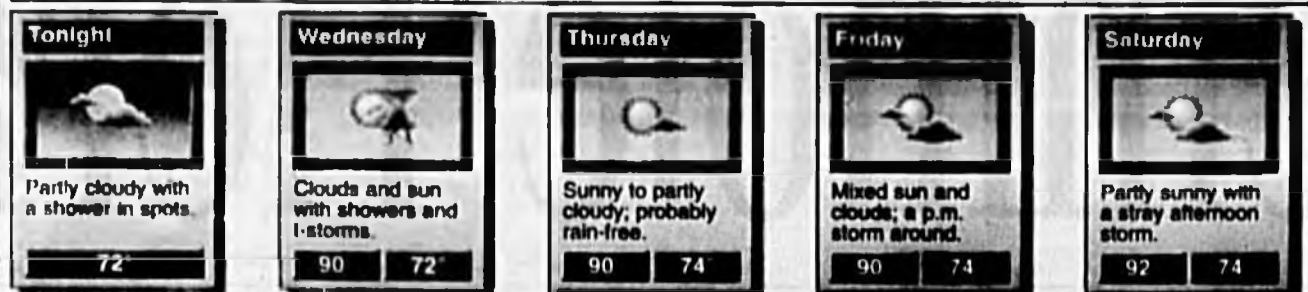 Tonight
Partly cloudy with
a shower in spots.
72°
Wednesday
Clouds and sun
with showers and
t-storms.
90 72°
Thursday
Sunny to partly
cloudy; probably
rain-free.
90 74
Friday
Mixed sun and
clouds; a p.m.
storm around.
90 74
Saturday
Partly sunny with
a stray afternoon
storm.
92 74